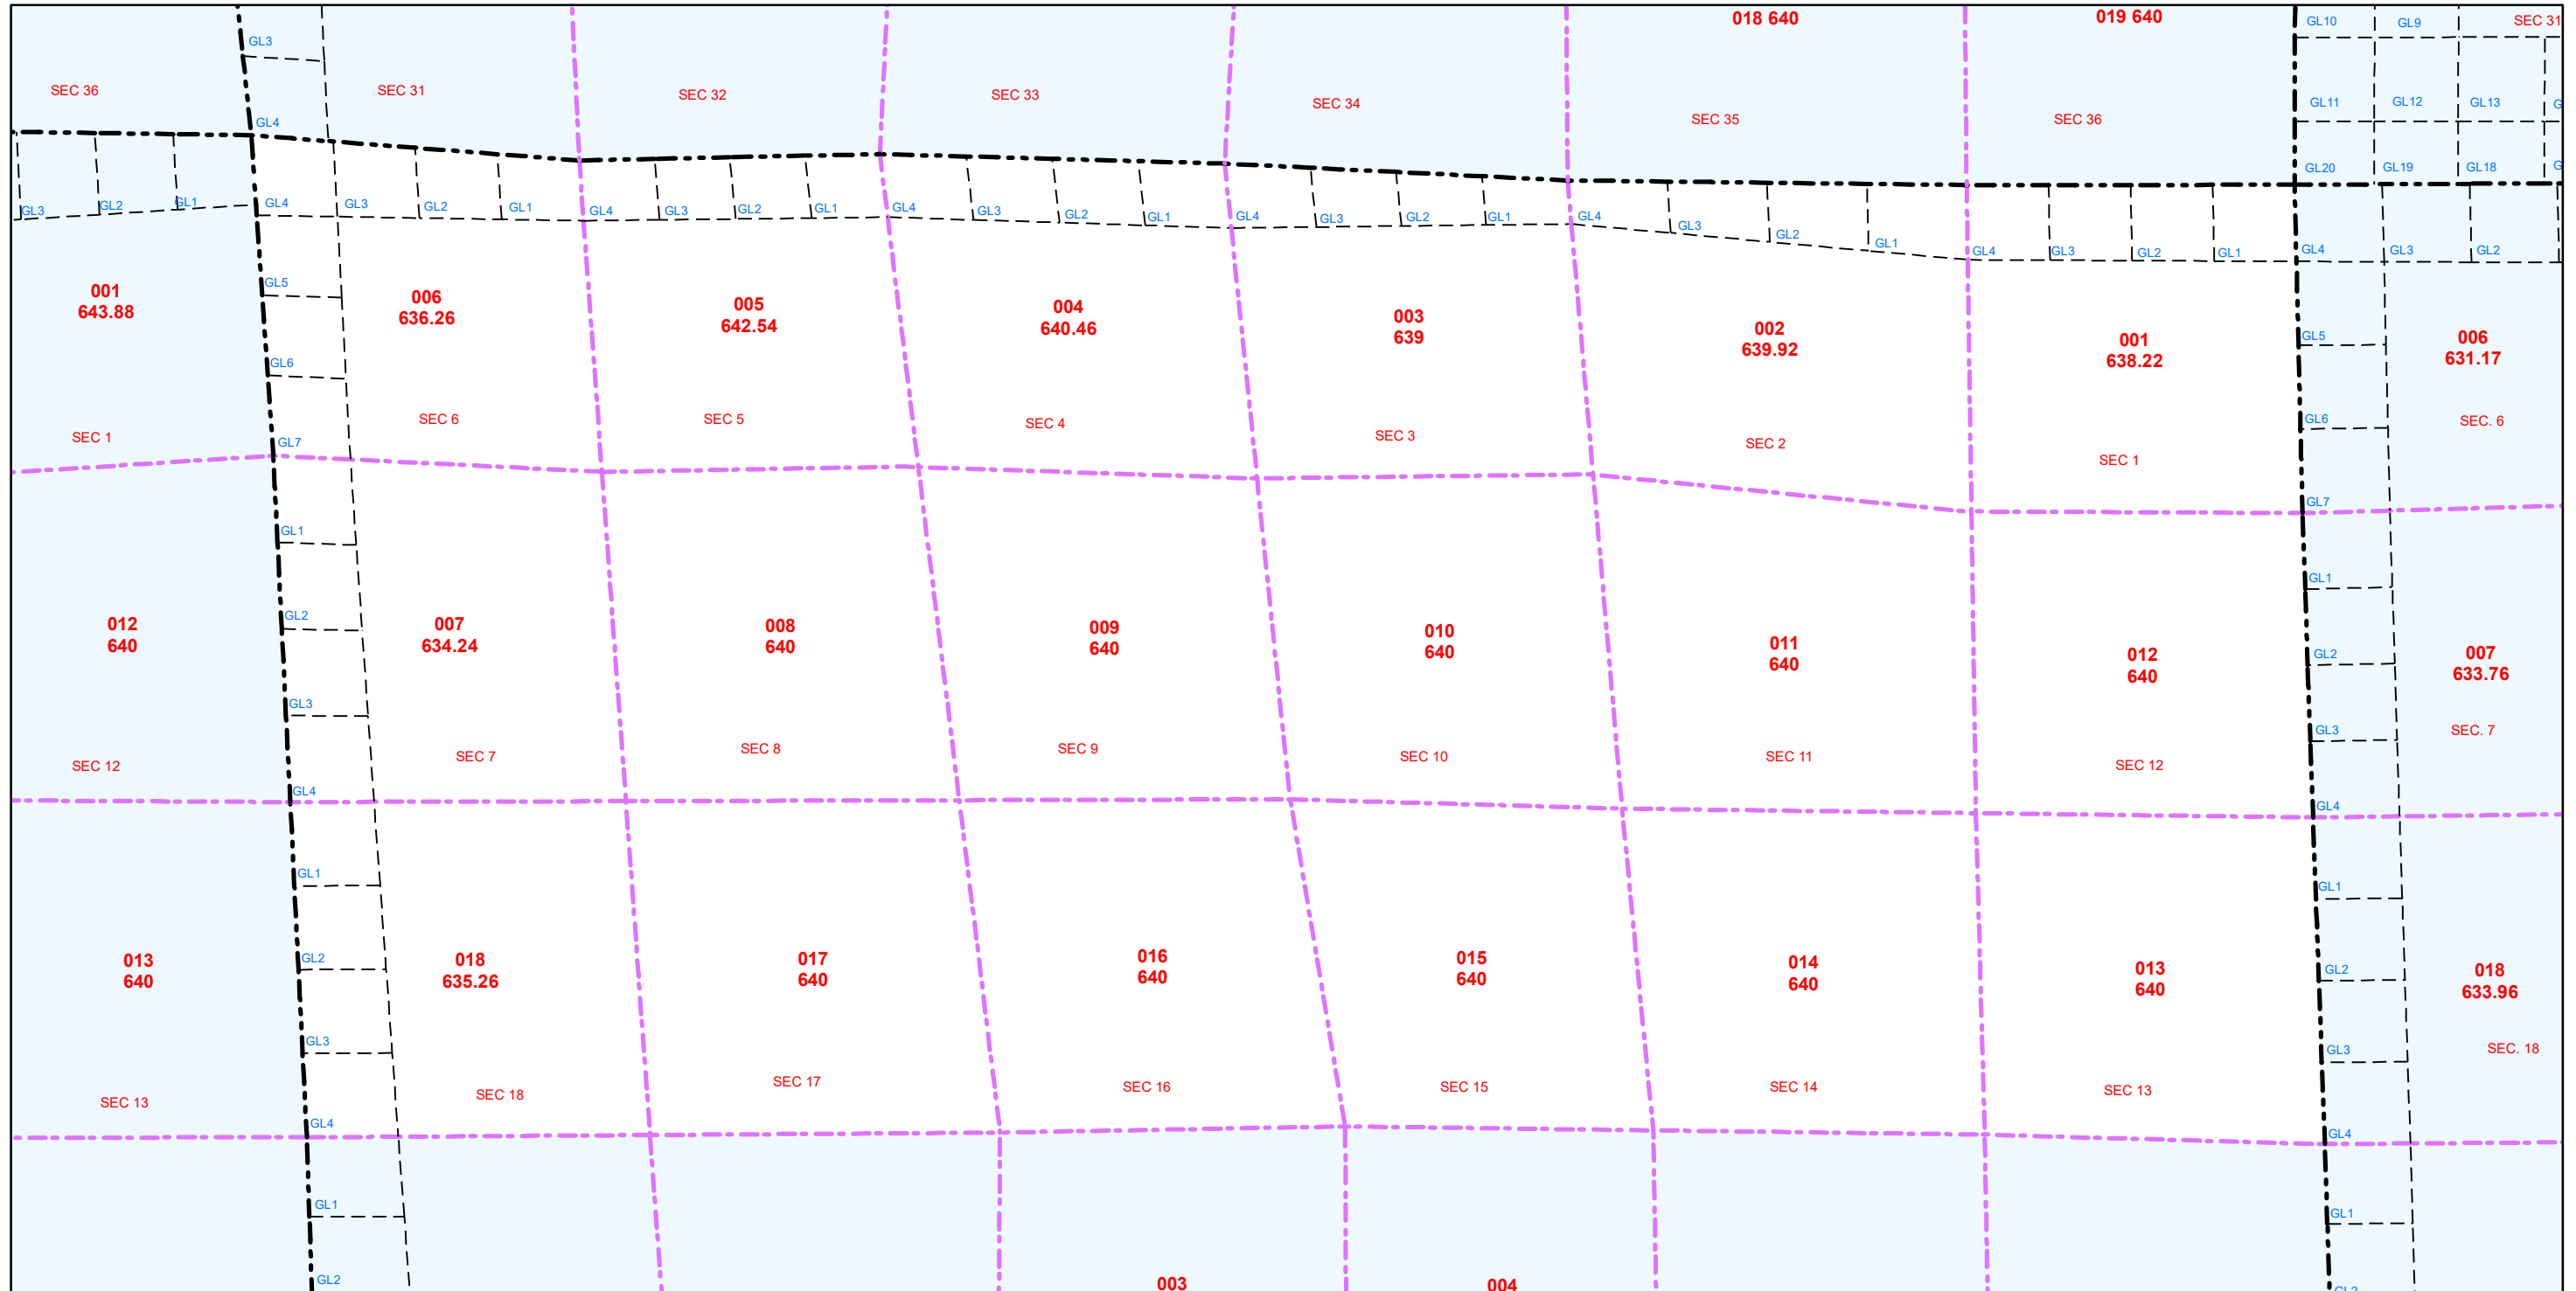 018 640
019 640
GL10
GL9
SEC 31
GL3
SEC 36
SEC 31
SEC 32
SEC 33
SEC 34
SEC 35
SEC 36
GL11
GL12
GL13
GL4
GL20
GL19
GL18
GL3
GL2
GL1
GL4
GL3
GL2
GL1
GL4
GL3
GL2
GL1
GL4
GL3
GL2
GL1
GL4
GL3
GL2
GL1
GL4
GL3
GL2
GL1
GL4
GL3
GL2
GL1
GL4
GL3
GL2
001
643.88
GL5
006
636.26
005
642.54
004
640.46
003
639
002
639.92
001
638.22
GL5
006
631.17
GL6
SEC 1
SEC 6
SEC 5
SEC 4
SEC 3
SEC 2
SEC 1
GL6
SEC. 6
GL7
GL7
GL1
GL1
012
640
GL2
007
634.24
008
640
009
640
010
640
011
640
012
640
GL2
007
633.76
GL3
GL3
SEC 12
SEC 7
SEC 8
SEC 9
SEC 10
SEC 11
SEC 12
SEC. 7
GL4
GL4
GL1
GL1
013
640
GL2
018
635.26
017
640
016
640
015
640
014
640
013
640
GL2
018
633.96
GL3
GL3
SEC 13
SEC 18
SEC 17
SEC 16
SEC 15
SEC 14
SEC 13
SEC. 18
GL4
GL4
GL1
GL1
GL2
003
004